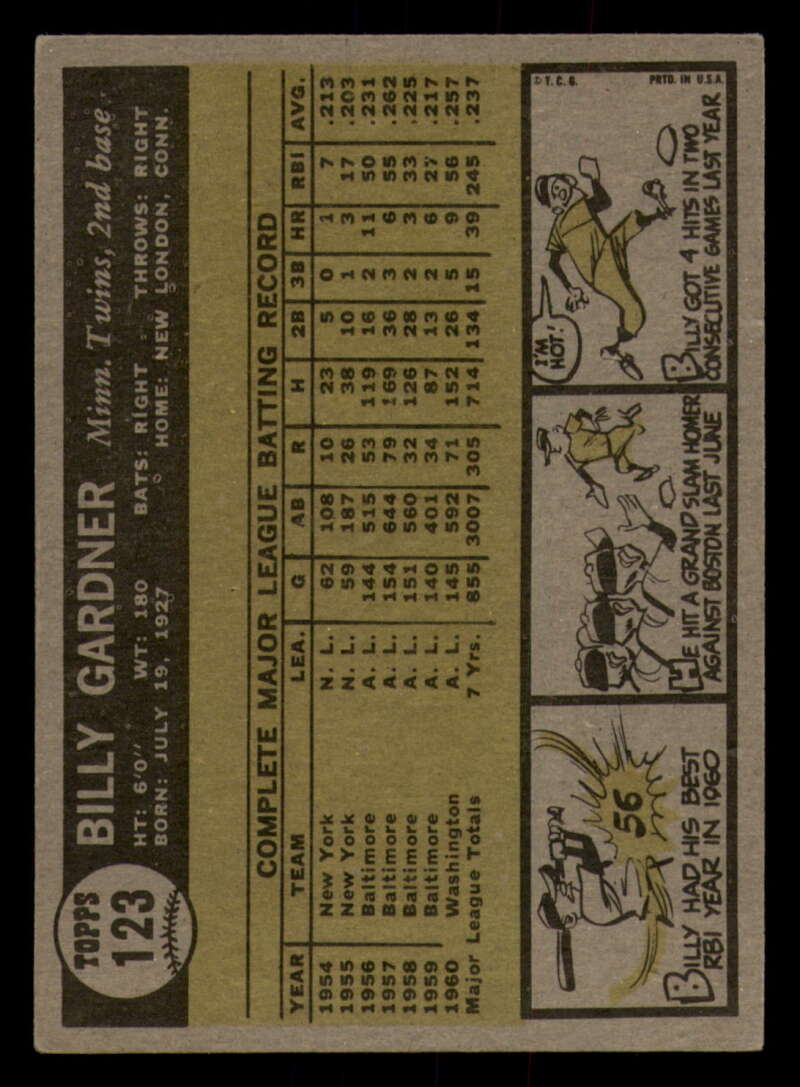 TOPPS
123
BILLY GARDNER Minn. Twins, 2nd base
HT: 6'0" WT: 180 BATS: RIGHT THROWS: RIGHT
BORN: JULY 19, 1927 HOME: NEW LONDON, CONN.
COMPLETE MAJOR LEAGUE BATTING RECORD
YEAR TEAM LEA. G AB R H 2B 3B HR RBI AVG.
1954 New York N. L. 62 108 10 23 5 0 1 7 .213
1955 New York N. L. 59 187 26 38 10 1 3 17 .203
1956 Baltimore A. L. 144 515 53 119 16 2 11 50 .231
1957 Baltimore A. L. 154 644 79 169 36 3 6 55 .262
1958 Baltimore A. L. 151 560 32 126 28 2 3 33 .225
1959 Baltimore A. L. 140 401 34 87 13 2 6 27 .217
1960 Washington A. L. 145 592 71 152 26 5 9 56 .257
Major League Totals 7 Yrs. 855 3007 305 714 134 15 39 245 .237
56
BILLY HAD HIS BEST
RBI YEAR IN 1960
HE HIT A GRAND SLAM HOMER
AGAINST BOSTON LAST JUNE
© T. C. G. PRTD. IN U.S.A.
I'M
HOT!
BILLY GOT 4 HITS IN TWO
CONSECUTIVE GAMES LAST YEAR